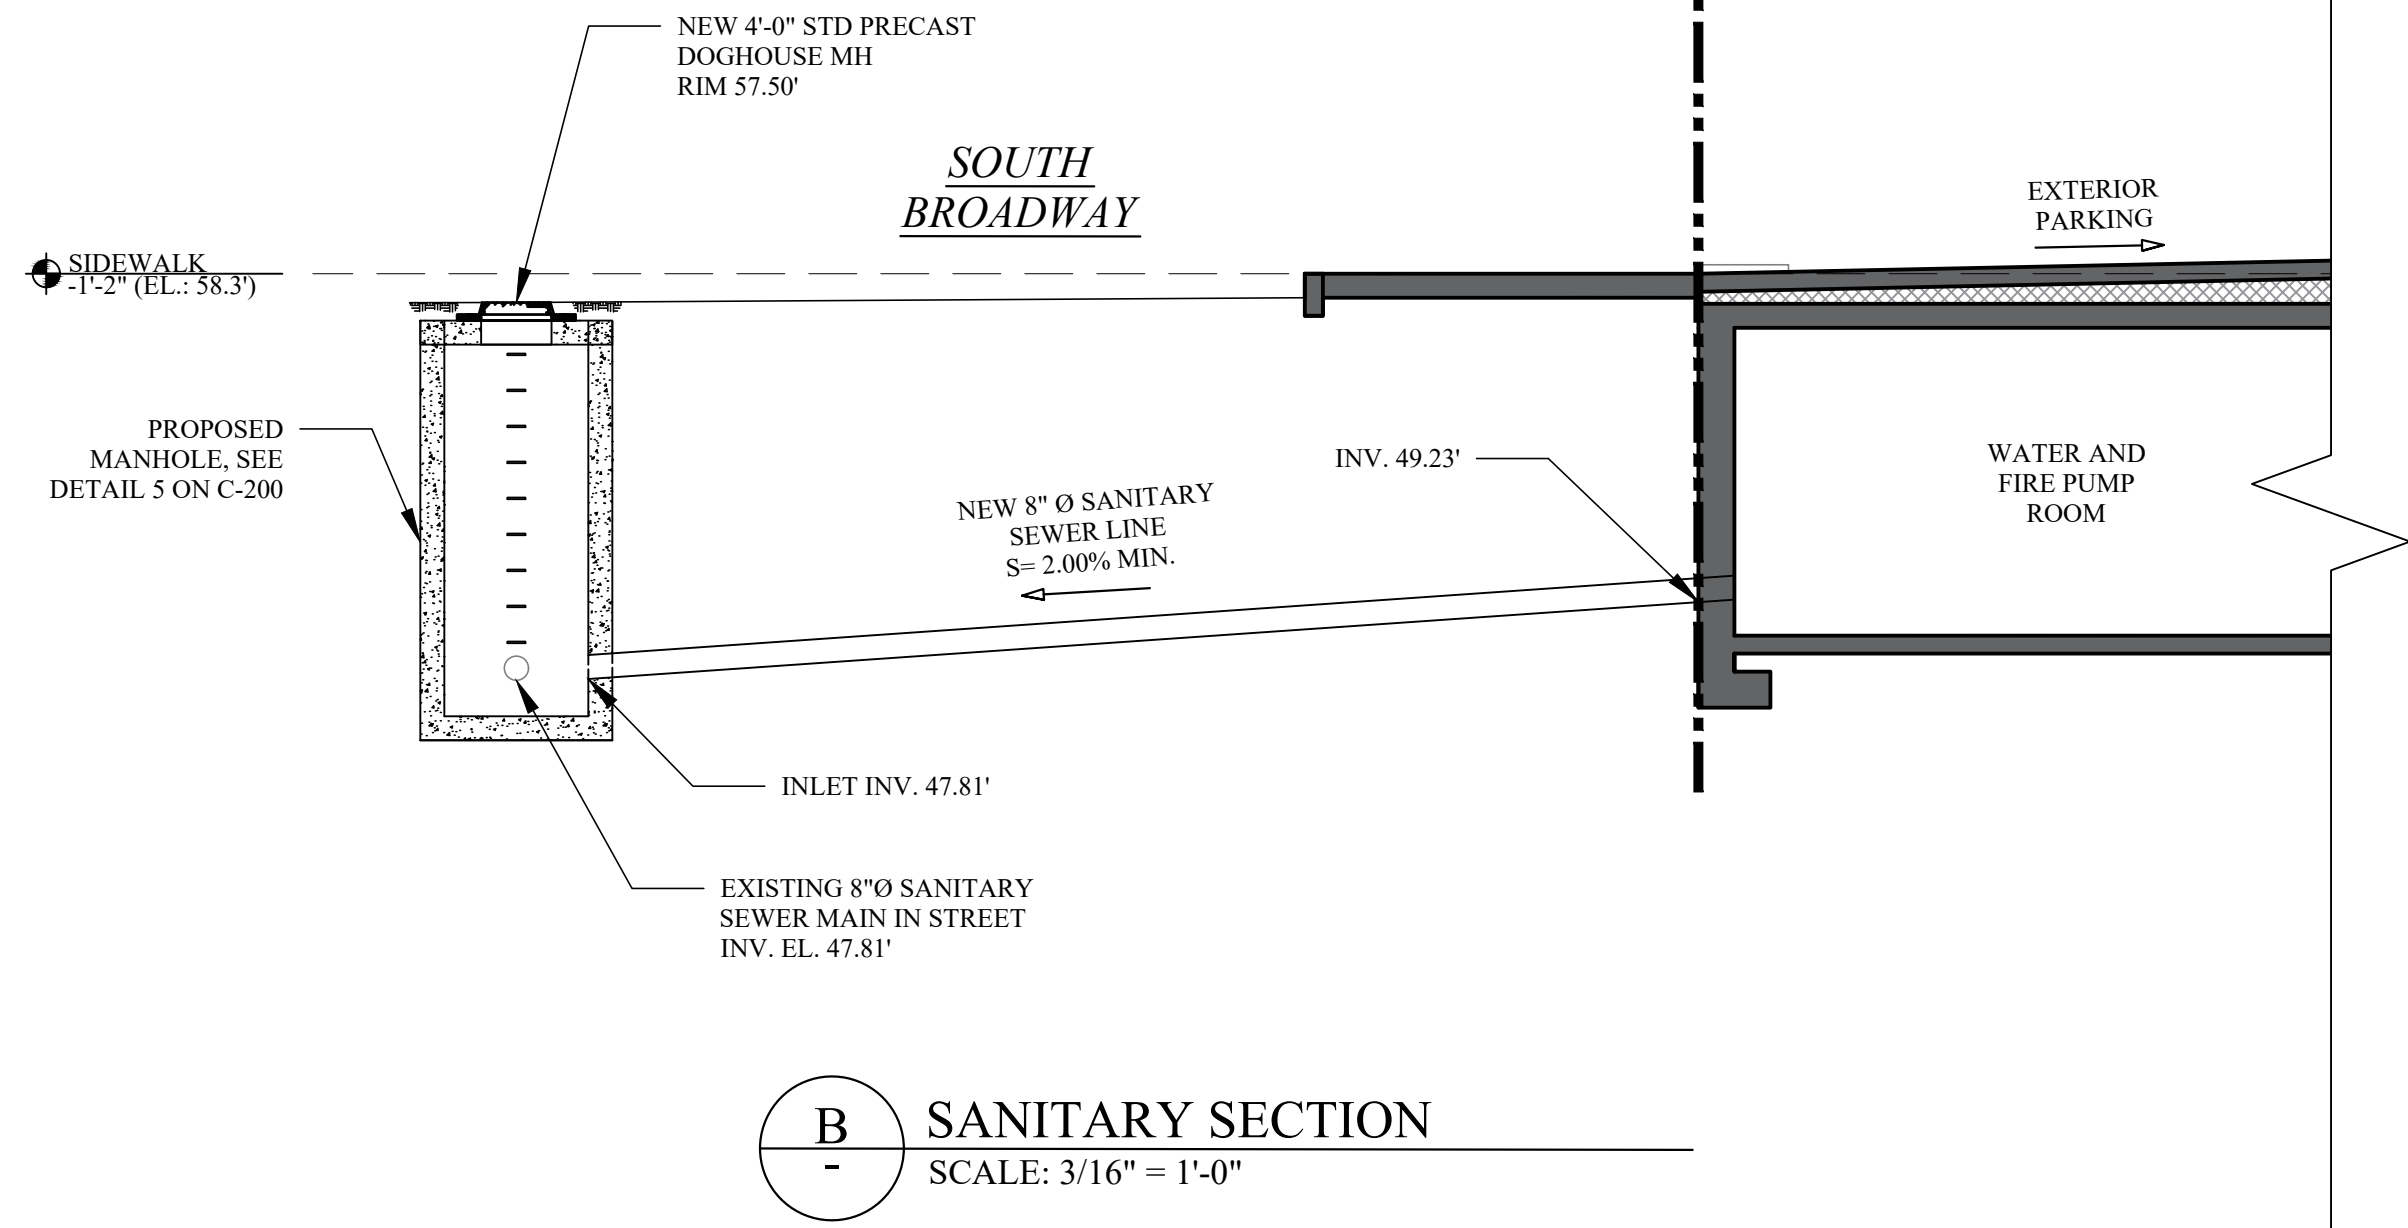 NEW 4'-0" STD PRECAST
DOGHOUSE MH
RIM 57.50'
SOUTH
BROADWAY
EXTERIOR
PARKING
SIDEWALK
-1'-2" (EL.: 58.3')
PROPOSED
MANHOLE, SEE
DETAIL 5 ON C-200
INV. 49.23'
WATER AND
FIRE PUMP
ROOM
NEW 8" Ø SANITARY
SEWER LINE
S= 2.00% MIN.
INLET INV. 47.81'
EXISTING 8"Ø SANITARY
SEWER MAIN IN STREET
INV. EL. 47.81'
B
-
SANITARY SECTION
SCALE: 3/16" = 1'-0"